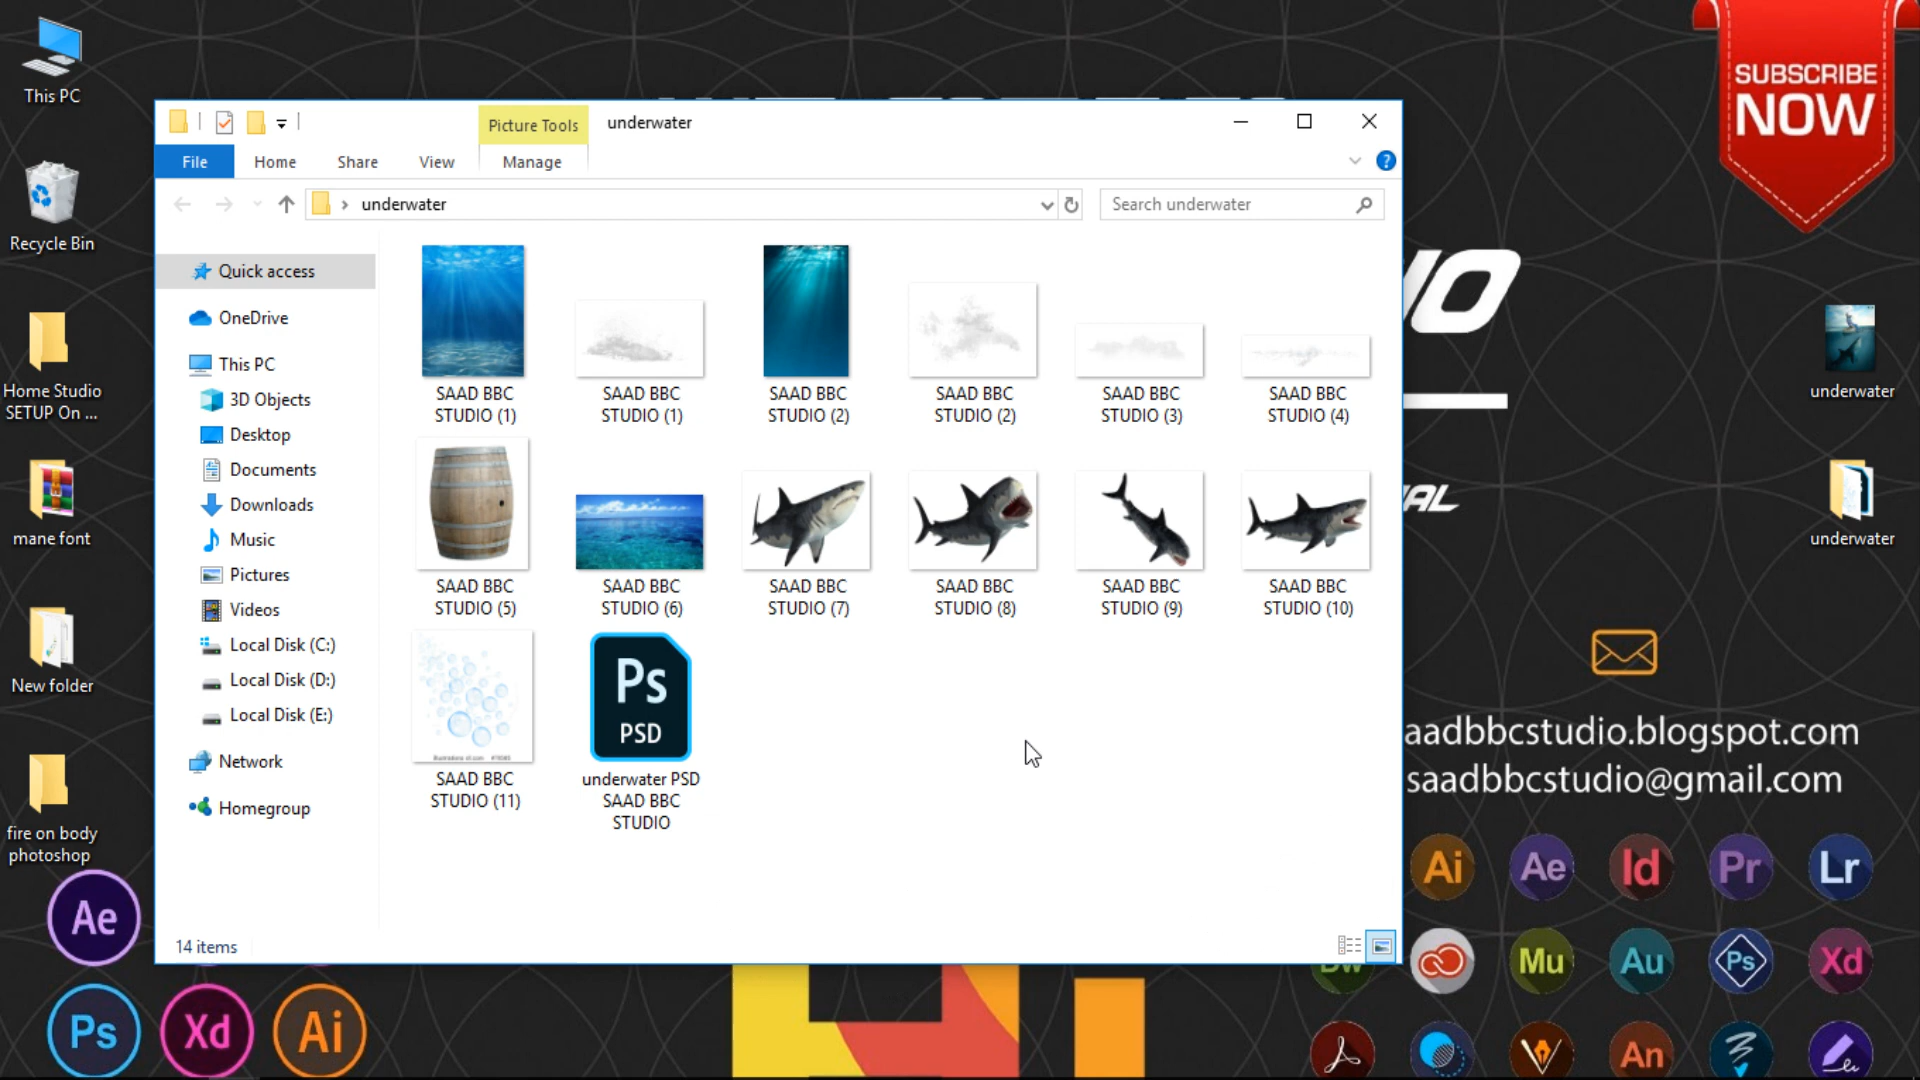 This PC
Recycle Bin
Home Studio
SETUP On ...
mane font
New folder
fire on body
photoshop
Ae
Ps
Xd
Ai
Picture Tools
underwater
File
Home
Share
View
Manage
underwater
Search underwater
Quick access
OneDrive
This PC
3D Objects
Desktop
Documents
Downloads
Music
Pictures
Videos
Local Disk (C:)
Local Disk (D:)
Local Disk (E:)
Network
Homegroup
SAAD BBC
STUDIO (1)
SAAD BBC
STUDIO (1)
SAAD BBC
STUDIO (2)
SAAD BBC
STUDIO (2)
SAAD BBC
STUDIO (3)
SAAD BBC
STUDIO (4)
SAAD BBC
STUDIO (5)
SAAD BBC
STUDIO (6)
SAAD BBC
STUDIO (7)
SAAD BBC
STUDIO (8)
SAAD BBC
STUDIO (9)
SAAD BBC
STUDIO (10)
SAAD BBC
STUDIO (11)
Ps
PSD
underwater PSD
SAAD BBC
STUDIO
14 items
SUBSCRIBE
NOW
IO
AL
underwater
underwater
aadbbcstudio.blogspot.com
saadbbcstudio@gmail.com
Ai
Ae
Id
Pr
Lr
Dw
Mu
Au
Ps
Xd
An